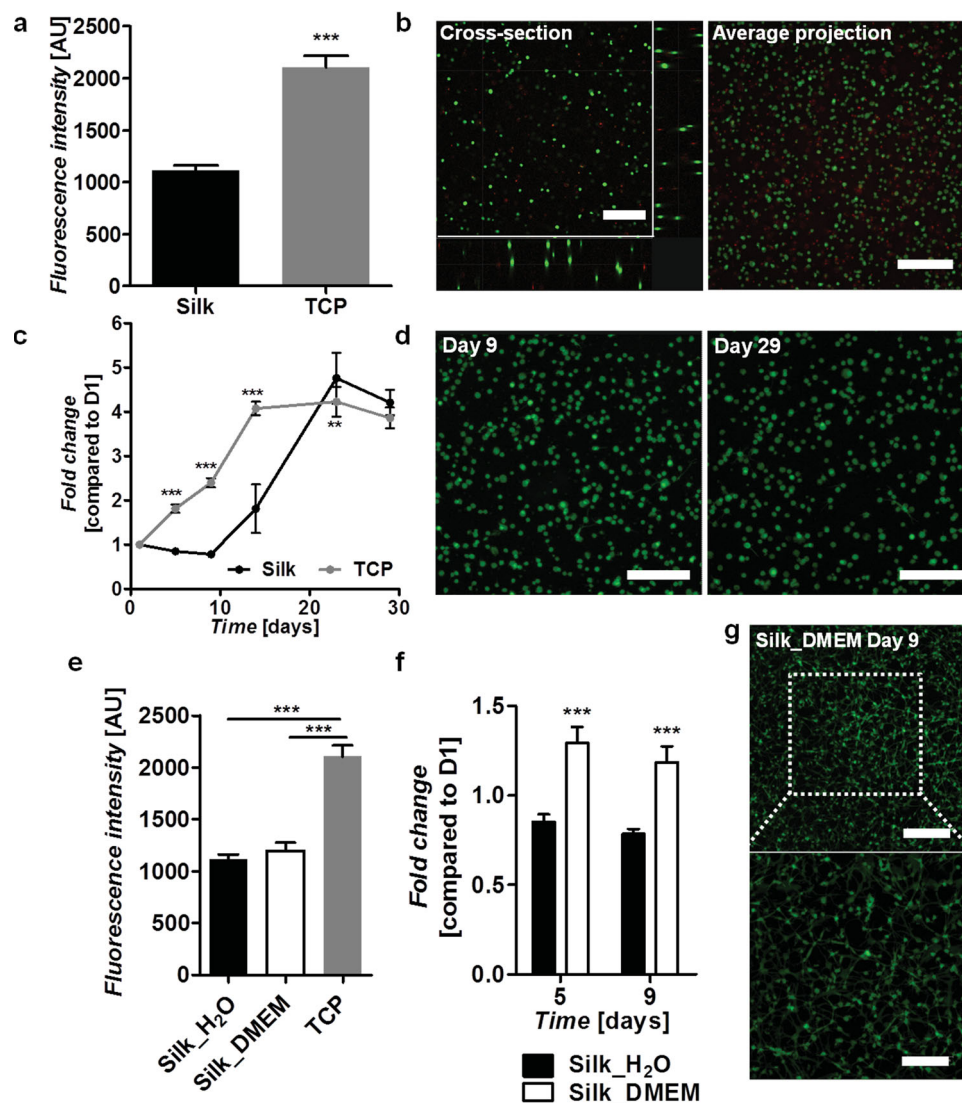 a
Fluorescence intensity [AU]
2500
2000
1500
1000
500
0
***
Silk
TCP
b
Cross-section
Average projection
c
Fold change
[compared to D1]
6
5
4
3
2
1
0
***
***
***
**
Silk
TCP
0
10
20
30
Time [days]
d
Day 9
Day 29
e
Fluorescence intensity [AU]
2500
2000
1500
1000
500
0
***
***
Silk_H2O
Silk_DMEM
TCP
f
Fold change
[compared to D1]
1.5
1.0
0.5
0.0
***
***
5
9
Time [days]
Silk_H2O
Silk_DMEM
g
Silk_DMEM Day 9